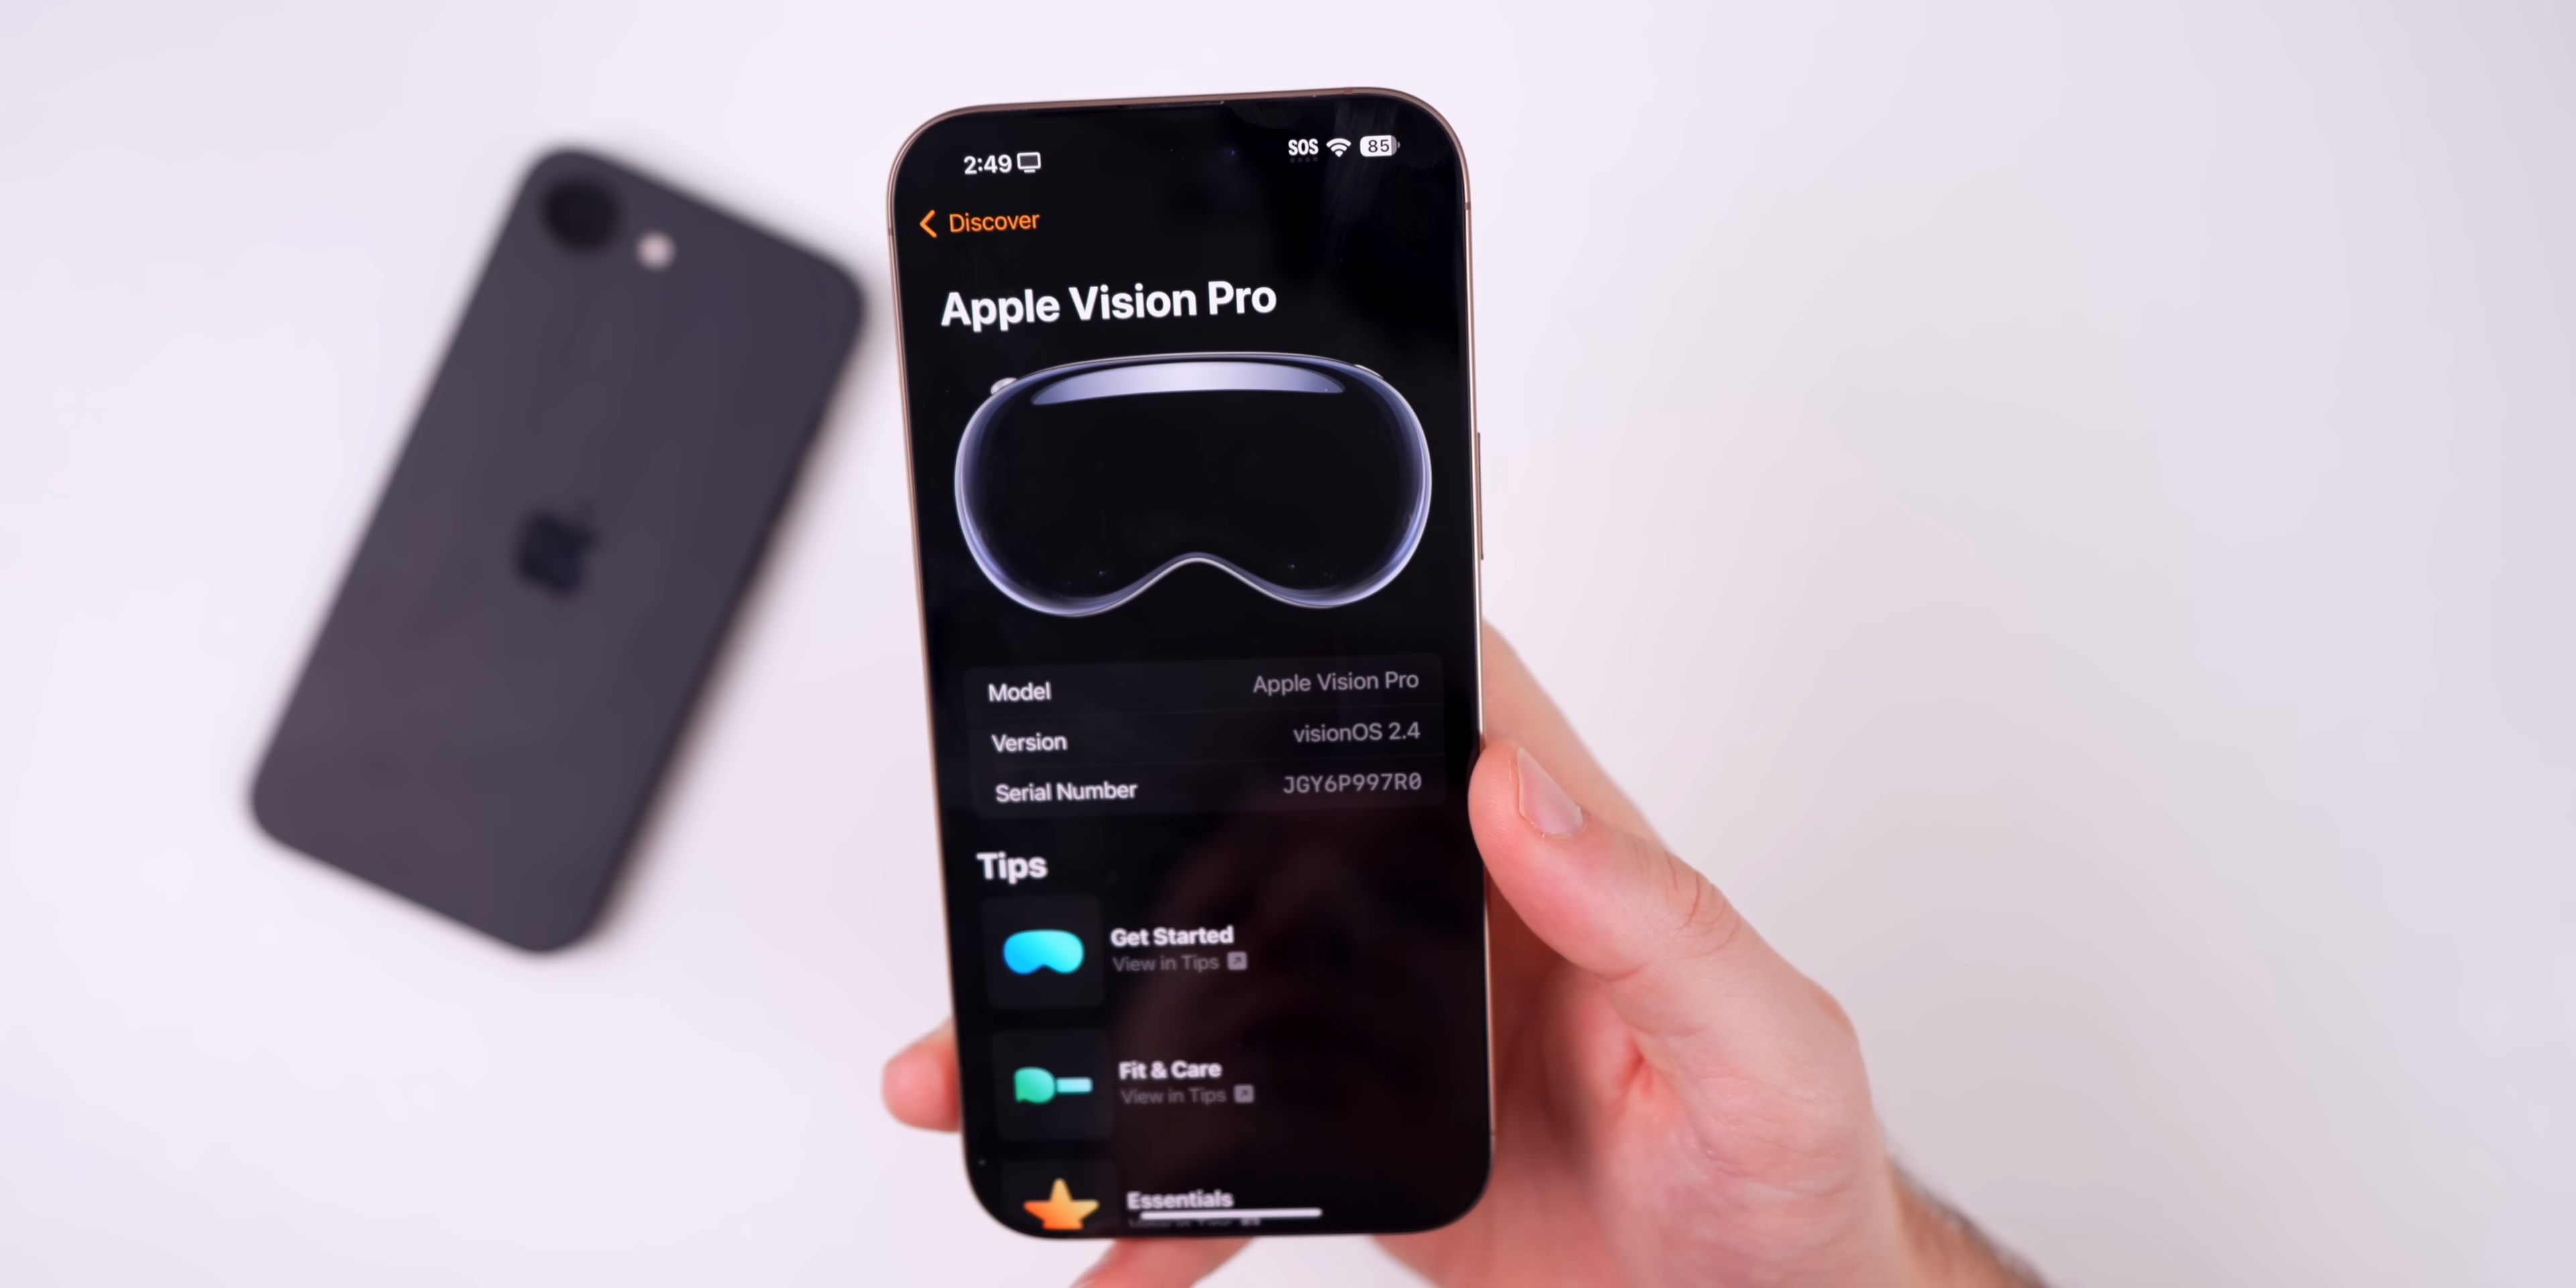 2:49 SOS 85
Discover
Apple Vision Pro
Model Apple Vision Pro
Version visionOS 2.4
Serial Number JGY6P997R0
Tips
Get Started
View in Tips
Fit & Care
View in Tips
Essentials